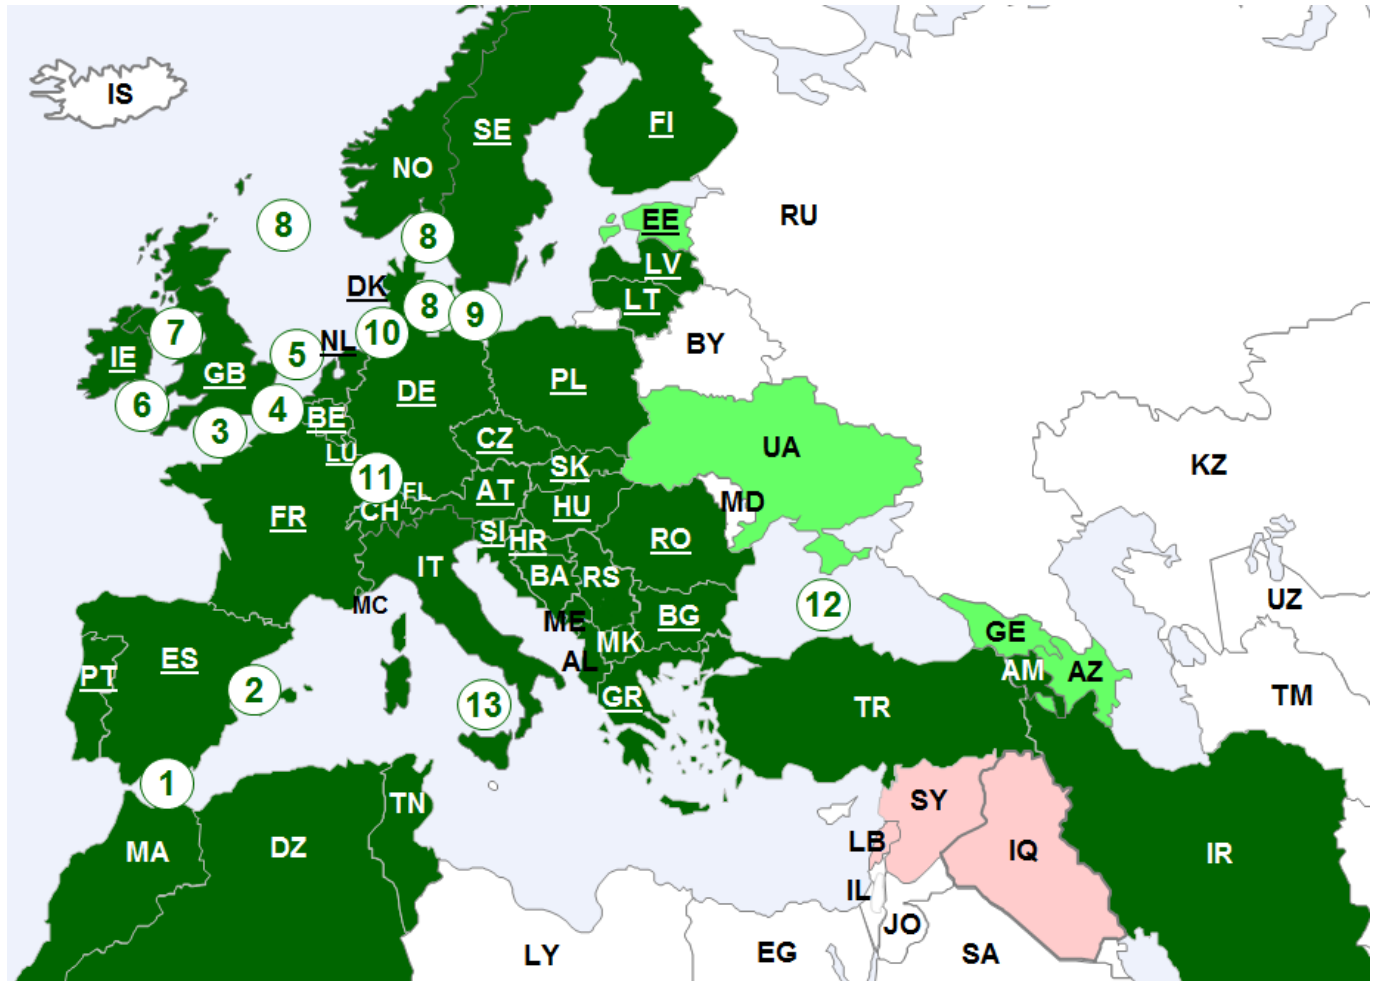 IS
SE
FI
NO
RU
8
8
EE
LV
DK
LT
8
9
7
10
NL
BY
5
IE
GB
DE
PL
6
4
3
BE
CZ
UA
LU
SK
KZ
11
FL
AT
MD
CH
HU
FR
SI
HR
RO
IT
BA
RS
MC
12
UZ
ME
BG
GE
MK
AL
AM
AZ
ES
PT
2
GR
13
TR
TM
1
TN
SY
LB
MA
DZ
IQ
IR
IL
JO
LY
EG
SA